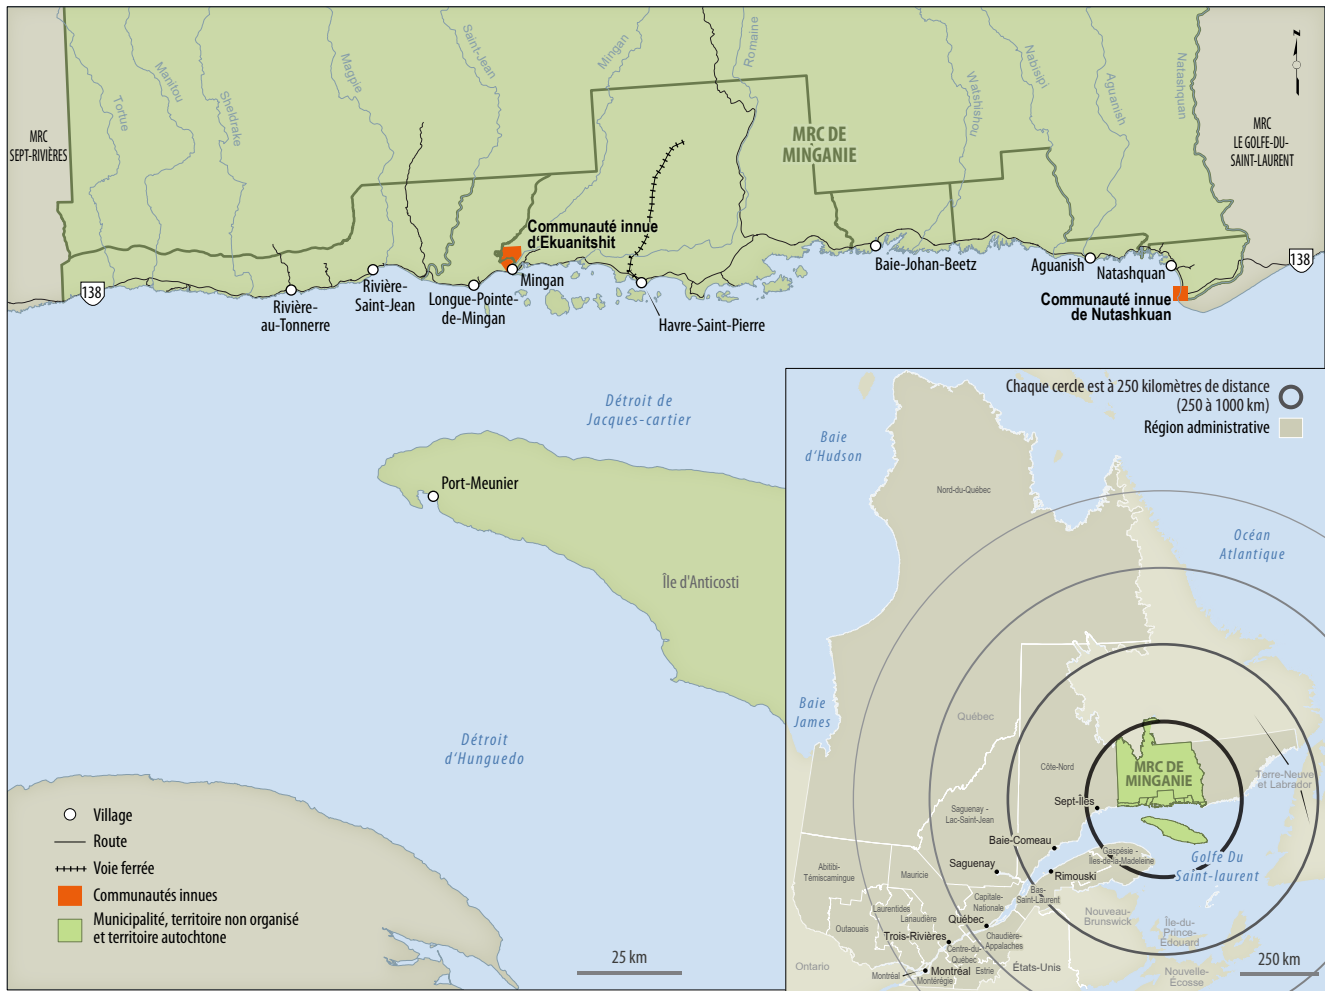 MRC
SEPT-RIVIÈRES
Tortue
Manitou
Sheldrake
Magpie
Saint-Jean
Mingan
Romaine
Watshishou
Nabisipi
Aguanish
Natashquan
N
MRC DE
MINGANIE
MRC
LE GOLFE-DU-
SAINT-LAURENT
138
138
Communauté innue
d'Ekuanitshit
Mingan
Rivière-
au-Tonnerre
Rivière-
Saint-Jean
Longue-Pointe-
de-Mingan
Havre-Saint-Pierre
Baie-Johan-Beetz
Aguanish
Natashquan
Communauté innue
de Nutashkuan
Détroit de
Jacques-cartier
Port-Meunier
Île d'Anticosti
Détroit
d'Hunguedo
Village
Route
Voie ferrée
Communautés innues
Municipalité, territoire non organisé
et territoire autochtone
25 km
Chaque cercle est à 250 kilomètres de distance
(250 à 1000 km)
Région administrative
Baie
d'Hudson
Nord-du-Québec
Océan
Atlantique
Baie
James
Québec
Côte-Nord
MRC DE
MINGANIE
Terre-Neuve
et Labrador
Sept-Îles
Saguenay -
Lac-Saint-Jean
Baie-Comeau
Gaspésie -
Îles-de-la-Madeleine
Golfe Du
Saint-laurent
Saguenay
Rimouski
Abitibi-
Témiscamingue
Mauricie
Bas-
Saint-Laurent
Capitale-
Nationale
Laurentides
Lanaudière
Québec
Outaouais
Trois-Rivières
Chaudière-
Appalaches
Centre-du-
Québec
Nouveau-
Brunswick
Île-du-
Prince-
Édouard
Ontario
Montréal
Montréal
Estrie
Montérégie
États-Unis
Nouvelle-
Écosse
250 km